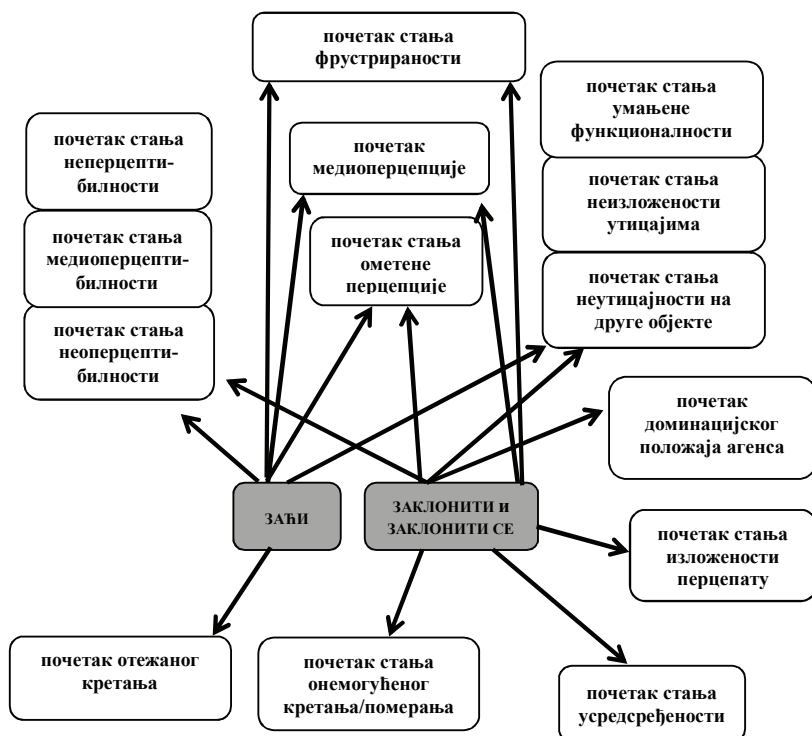 почетак стања
фрустрираности
почетак стања
неперцепти-
билности
почетак стања
медиоперцепти-
билности
почетак стања
неоперцепти-
билности
почетак
медиоперцепције
почетак стања
ометене
перцепције
почетак стања
умањене
функционалности
почетак стања
неизложености
утицајима
почетак стања
неутицајности на
друге објекте
почетак
доминацијског
положаја агенса
ЗАЋИ
ЗАКЛОНИТИ и
ЗАКЛОНИТИ СЕ
почетак стања
изложености
перцепату
почетак отежаног
кретања
почетак стања
онемогућеног
кретања/померања
почетак стања
усредсређености